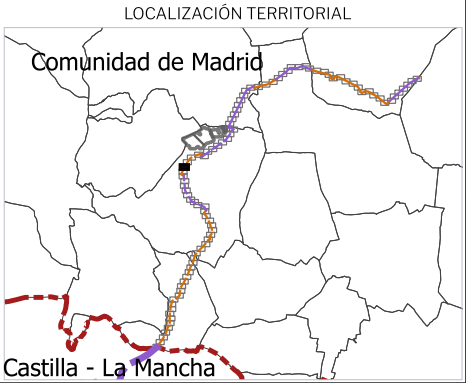 LOCALIZACIÓN TERRITORIAL
Comunidad de Madrid
Castilla - La Mancha